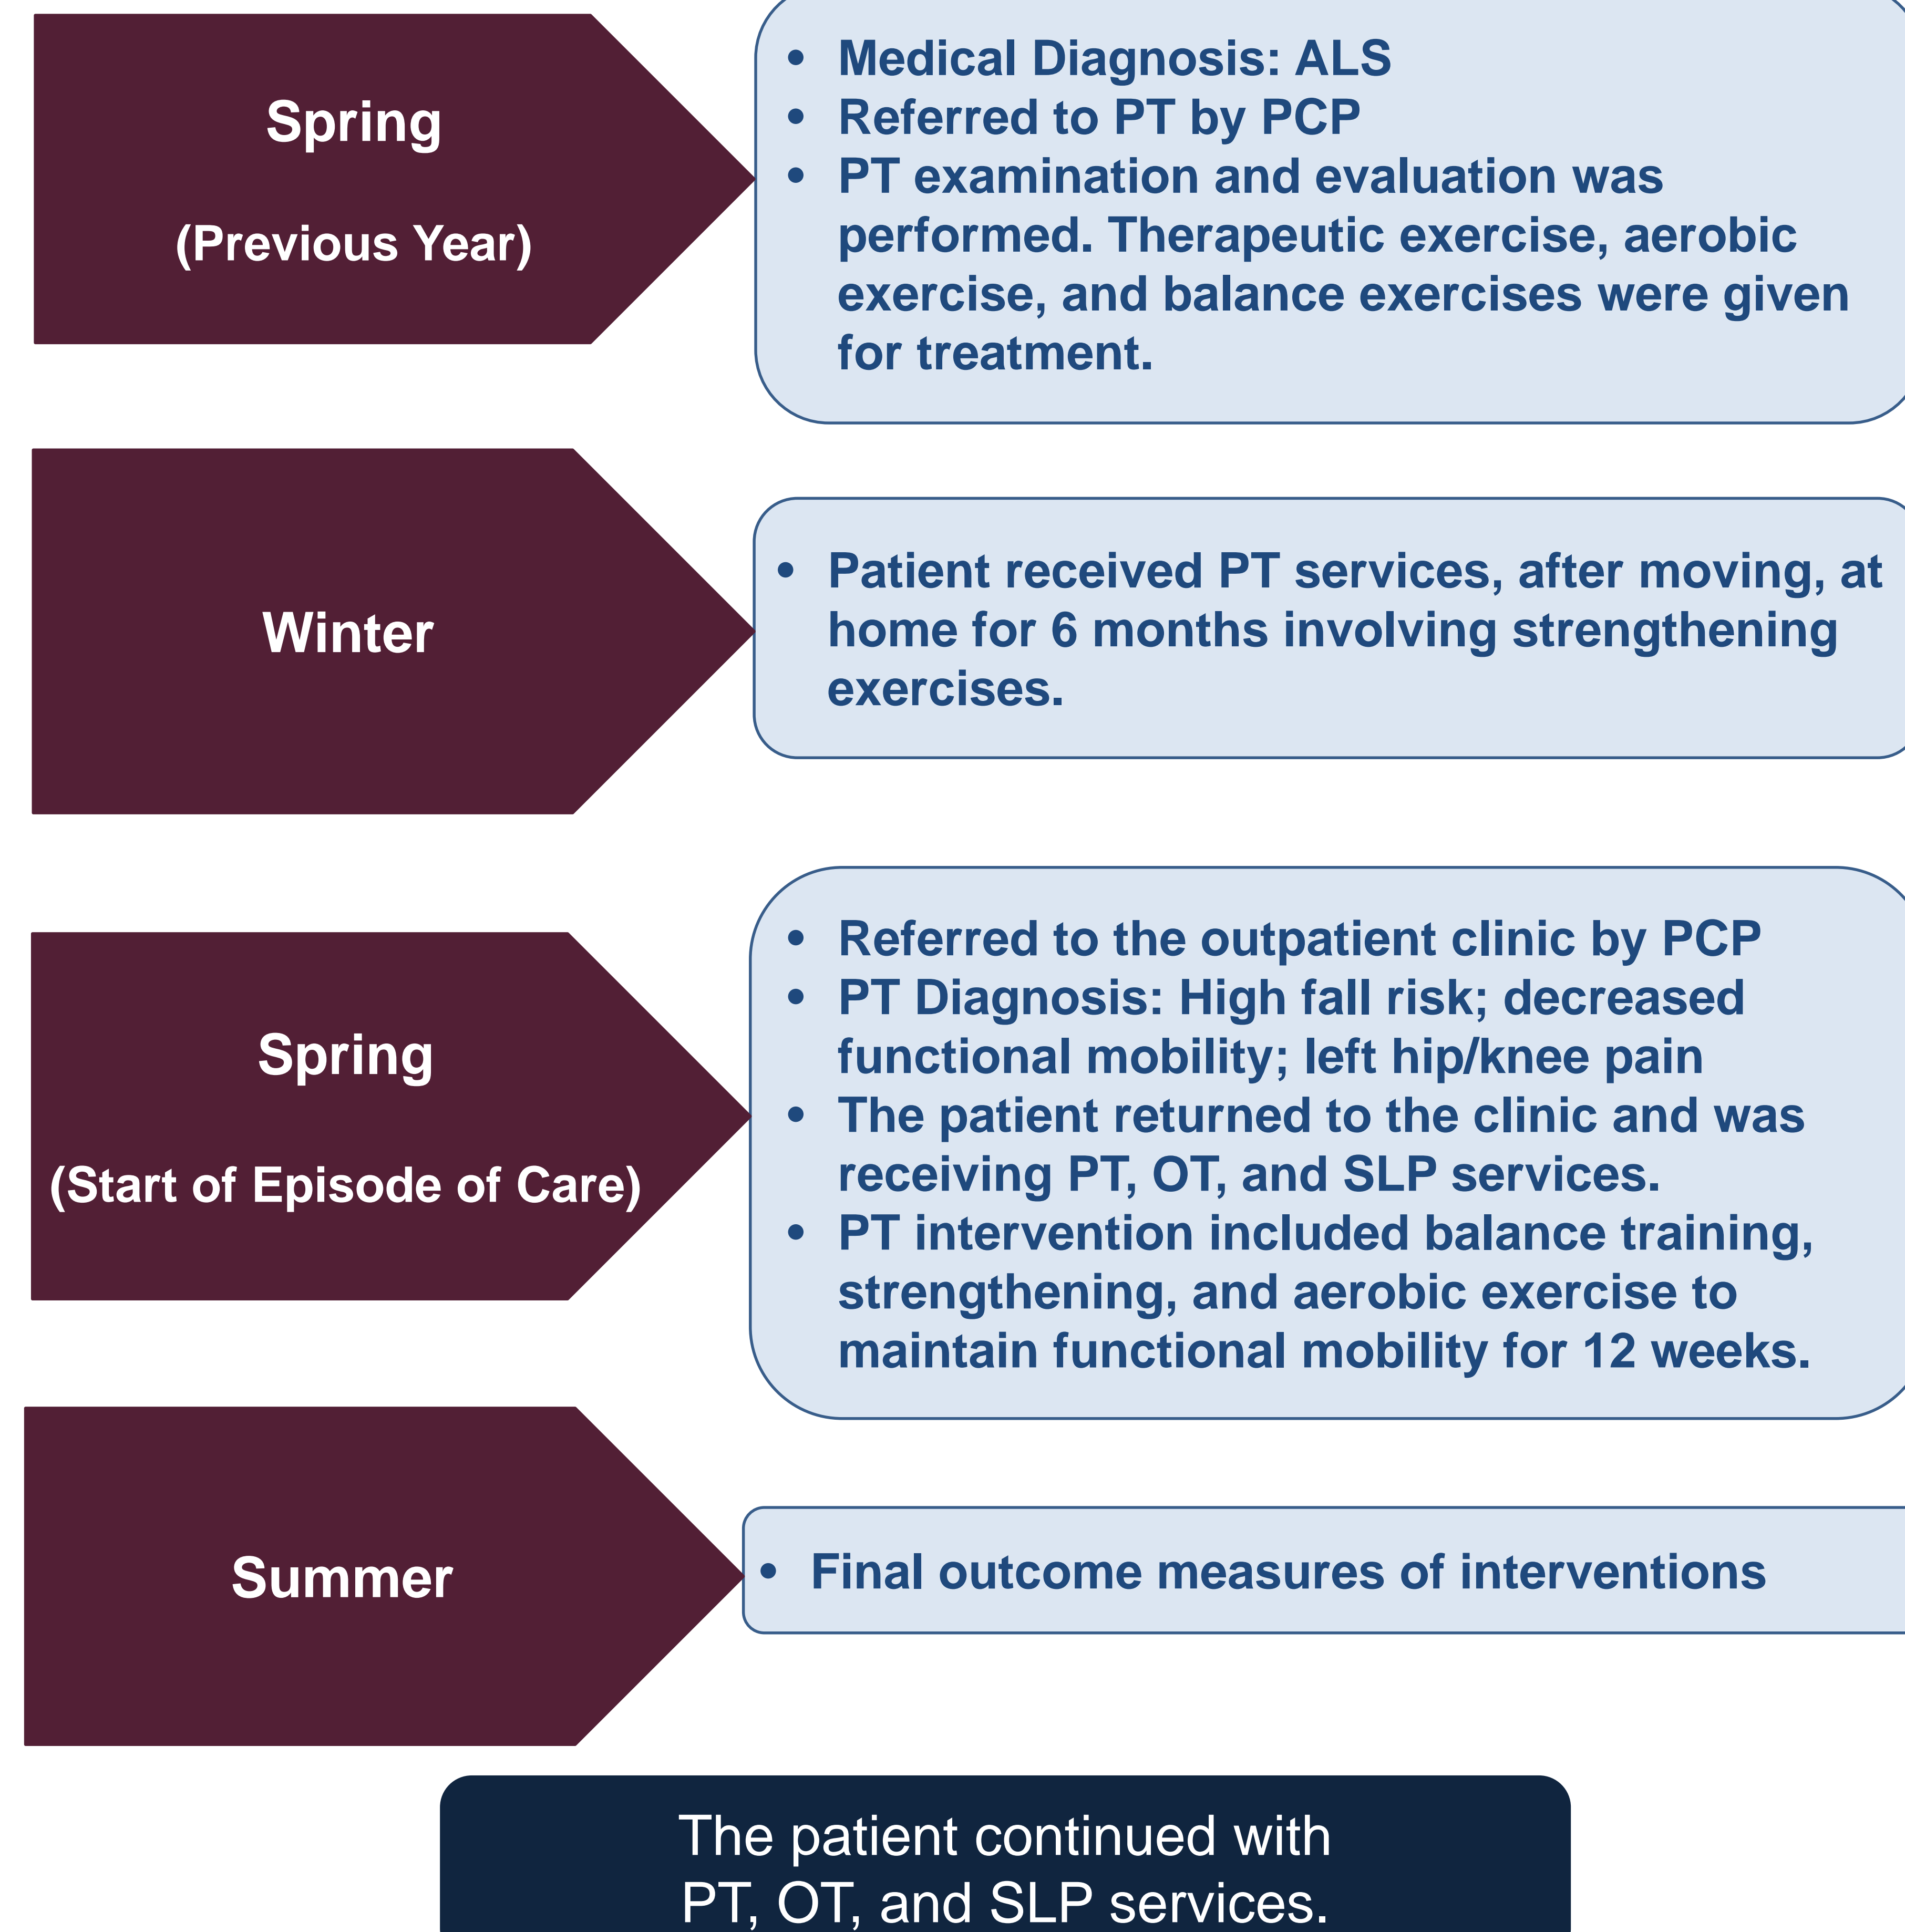 Spring
(Previous Year)
• Medical Diagnosis: ALS
• Referred to PT by PCP
• PT examination and evaluation was
performed. Therapeutic exercise, aerobic
exercise, and balance exercises were given
for treatment.
Winter
• Patient received PT services, after moving, at
home for 6 months involving strengthening
exercises.
Spring
(Start of Episode of Care)
• Referred to the outpatient clinic by PCP
• PT Diagnosis: High fall risk; decreased
functional mobility; left hip/knee pain
• The patient returned to the clinic and was
receiving PT, OT, and SLP services.
• PT intervention included balance training,
strengthening, and aerobic exercise to
maintain functional mobility for 12 weeks.
Summer
• Final outcome measures of interventions
The patient continued with
PT, OT, and SLP services.